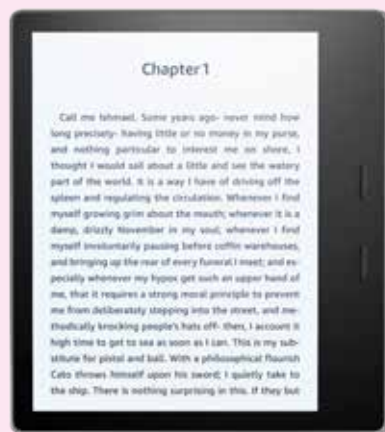 Chapter 1
Call me Ishmael. Some years ago- never mind how
long precisely- having little or no money in my purse,
and nothing particular to interest me on shore, I
thought I would sail about a little and see the watery
part of the world. It is a way I have of driving off the
spleen and regulating the circulation. Whenever I find
myself growing grim about the mouth; whenever it is a
damp, drizzly November in my soul; whenever I find
myself involuntarily pausing before coffin warehouses,
and bringing up the rear of every funeral I meet; and es-
pecially whenever my hypos get such an upper hand of
me, that it requires a strong moral principle to prevent
me from deliberately stepping into the street, and me-
thodically knocking people's hats off- then, I account it
high time to get to sea as soon as I can. This is my sub-
stitute for pistol and ball. With a philosophical flourish
Cato throws himself upon his sword; I quietly take to
the ship. There is nothing surprising in this. If they but